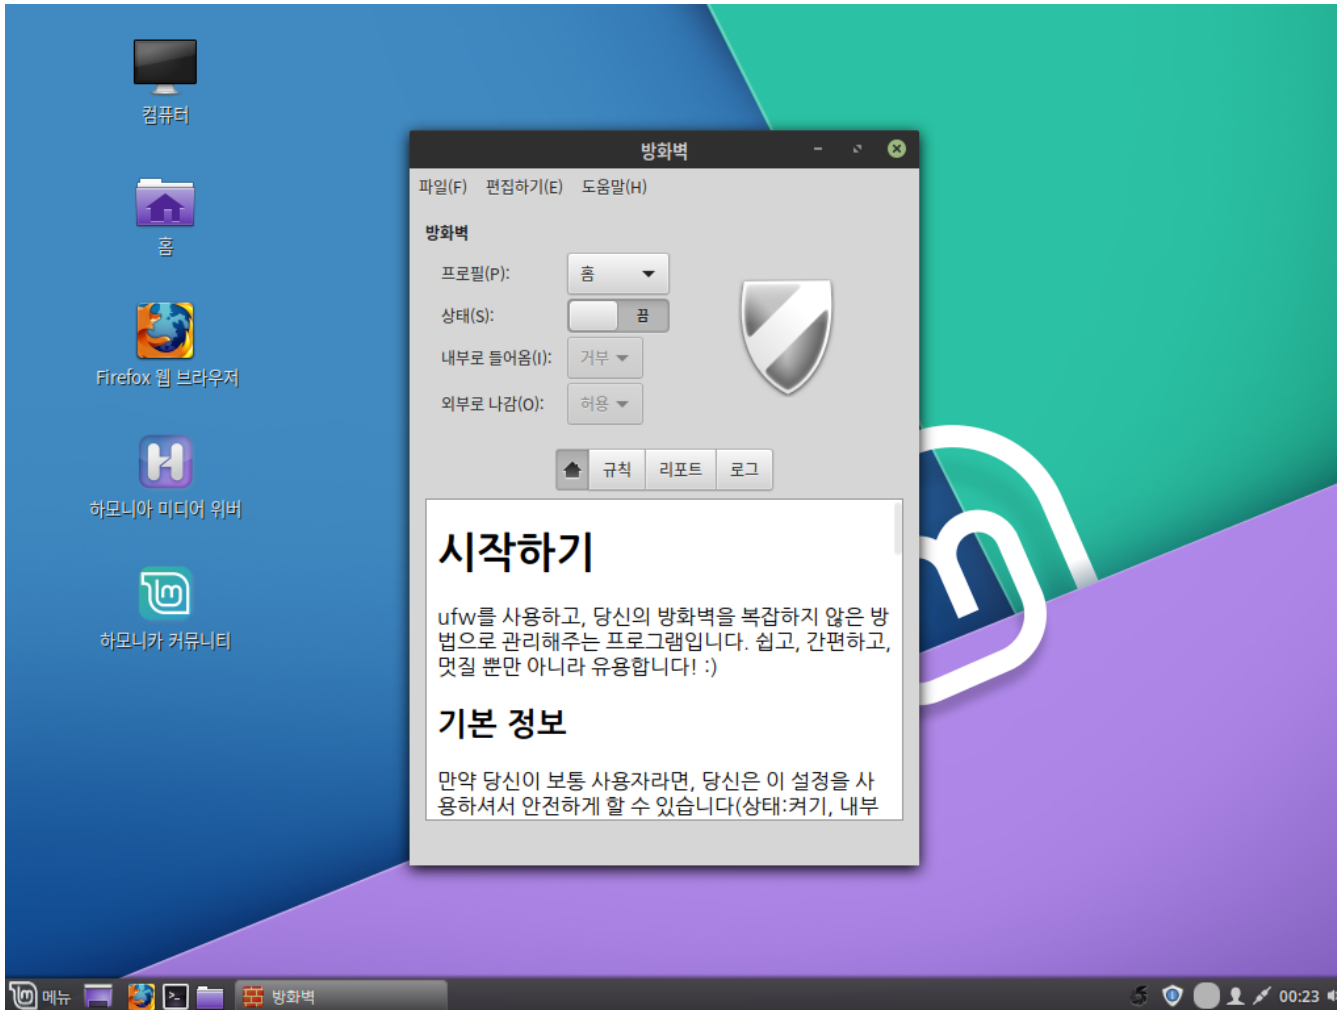 컴퓨터
홈
Firefox 웹 브라우저
하모니아 미디어 위버
하모니카 커뮤니티
방화벽
파일(F) 편집하기(E) 도움말(H)
방화벽
프로필(P): 홈
상태(S): 끔
내부로 들어옴(I): 거부
외부로 나감(O): 허용
규칙 리포트 로그
시작하기
ufw를 사용하고, 당신의 방화벽을 복잡하지 않은 방
법으로 관리해주는 프로그램입니다. 쉽고, 간편하고,
멋질 뿐만 아니라 유용합니다! :)
기본 정보
만약 당신이 보통 사용자라면, 당신은 이 설정을 사
용하셔서 안전하게 할 수 있습니다(상태:켜기, 내부
메뉴 방화벽 00:23